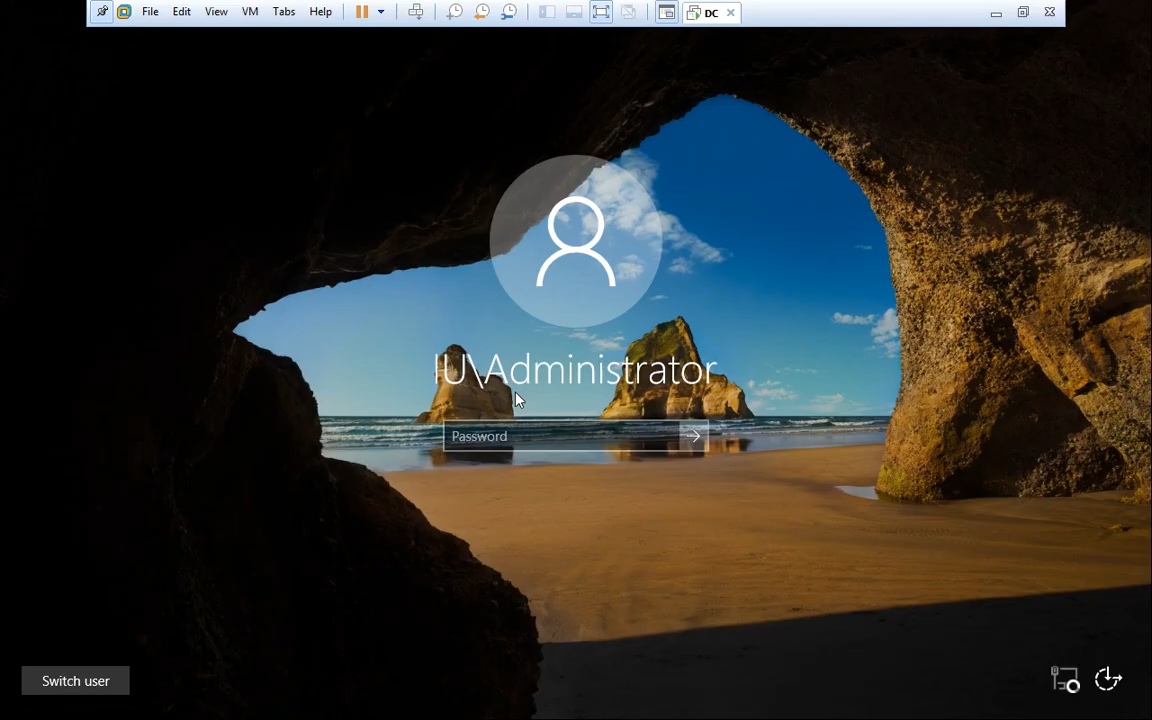 File Edit View VM Tabs Help DC
IU\Administrator
Password
Switch user